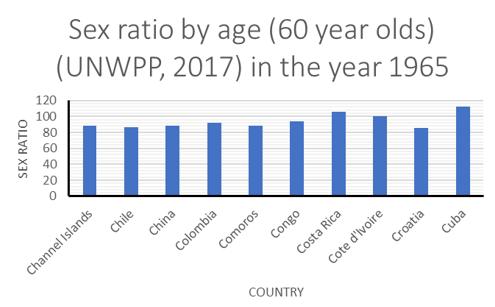 Sex ratio by age (60 year olds)
(UNWPP, 2017) in the year 1965
SEX RATIO
120
100
80
60
40
20
0
Channel Islands
Chile
China
Colombia
Comoros
Congo
Costa Rica
Cote d'Ivoire
Croatia
Cuba
COUNTRY